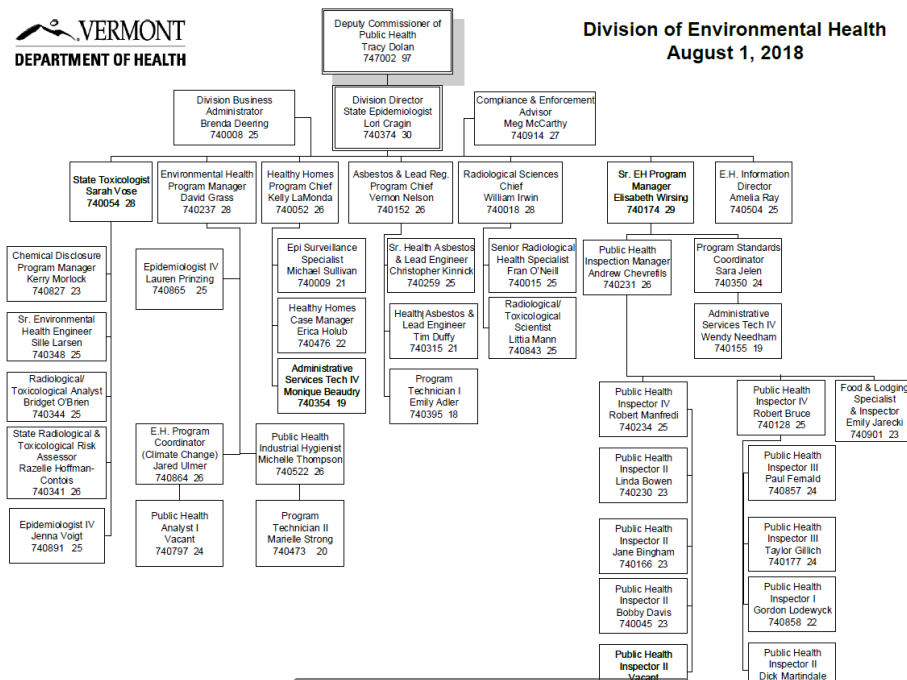 VERMONT
DEPARTMENT OF HEALTH
Division of Environmental Health
August 1, 2018
Deputy Commissioner of
Public Health
Tracy Dolan
747002 97
Division Business
Administrator
Brenda Deering
740008 25
Division Director
State Epidemiologist
Lori Cragin
740374 30
Compliance & Enforcement
Advisor
Meg McCarthy
740914 27
State Toxicologist
Sarah Vose
740054 28
Environmental Health
Program Manager
David Grass
740237 28
Healthy Homes
Program Chief
Kelly LaMonda
740052 26
Asbestos & Lead Reg.
Program Chief
Vernon Nelson
740152 26
Radiological Sciences
Chief
William Irwin
740018 28
Sr. EH Program
Manager
Elisabeth Wirsing
740174 29
E.H. Information
Director
Amelia Ray
740504 25
Chemical Disclosure
Program Manager
Kerry Morlock
740827 23
Sr. Environmental
Health Engineer
Sille Larsen
740348 25
Radiological/
Toxicological Analyst
Bridget O'Brien
740344 25
State Radiological &
Toxicological Risk
Assessor
Razelle Hoffman-
Contois
740341 26
Epidemiologist IV
Jenna Voigt
740891 25
Epidemiologist IV
Lauren Prinzing
740865 25
E.H. Program
Coordinator
(Climate Change)
Jared Ulmer
740864 26
Public Health
Analyst I
Vacant
740797 24
Public Health
Industrial Hygienist
Michelle Thompson
740522 26
Program
Technician II
Marielle Strong
740473 20
Epi Surveillance
Specialist
Michael Sullivan
740009 21
Healthy Homes
Case Manager
Erica Holub
740476 22
Administrative
Services Tech IV
Monique Beaudry
740354 19
Sr. Health Asbestos
& Lead Engineer
Christopher Kinnick
740259 25
Health Asbestos &
Lead Engineer
Tim Duffy
740315 21
Program
Technician I
Emily Adler
740395 18
Senior Radiological
Health Specialist
Fran O'Neill
740015 25
Radiological/
Toxicological
Scientist
Littia Mann
740843 25
Public Health
Inspection Manager
Andrew Chevrefils
740231 26
Program Standards
Coordinator
Sara Jelen
740350 24
Administrative
Services Tech IV
Wendy Needham
740155 19
Public Health
Inspector IV
Robert Manfredi
740234 25
Public Health
Inspector II
Linda Bowen
740230 23
Public Health
Inspector II
Jane Bingham
740166 23
Public Health
Inspector II
Bobby Davis
740045 23
Public Health
Inspector II
Vacant
Public Health
Inspector IV
Robert Bruce
740128 25
Public Health
Inspector III
Paul Fernald
740857 24
Public Health
Inspector III
Taylor Gillich
740177 24
Public Health
Inspector I
Gordon Lodewyck
740858 22
Public Health
Inspector II
Dick Martindale
Food & Lodging
Specialist
& Inspector
Emily Jarecki
740901 23